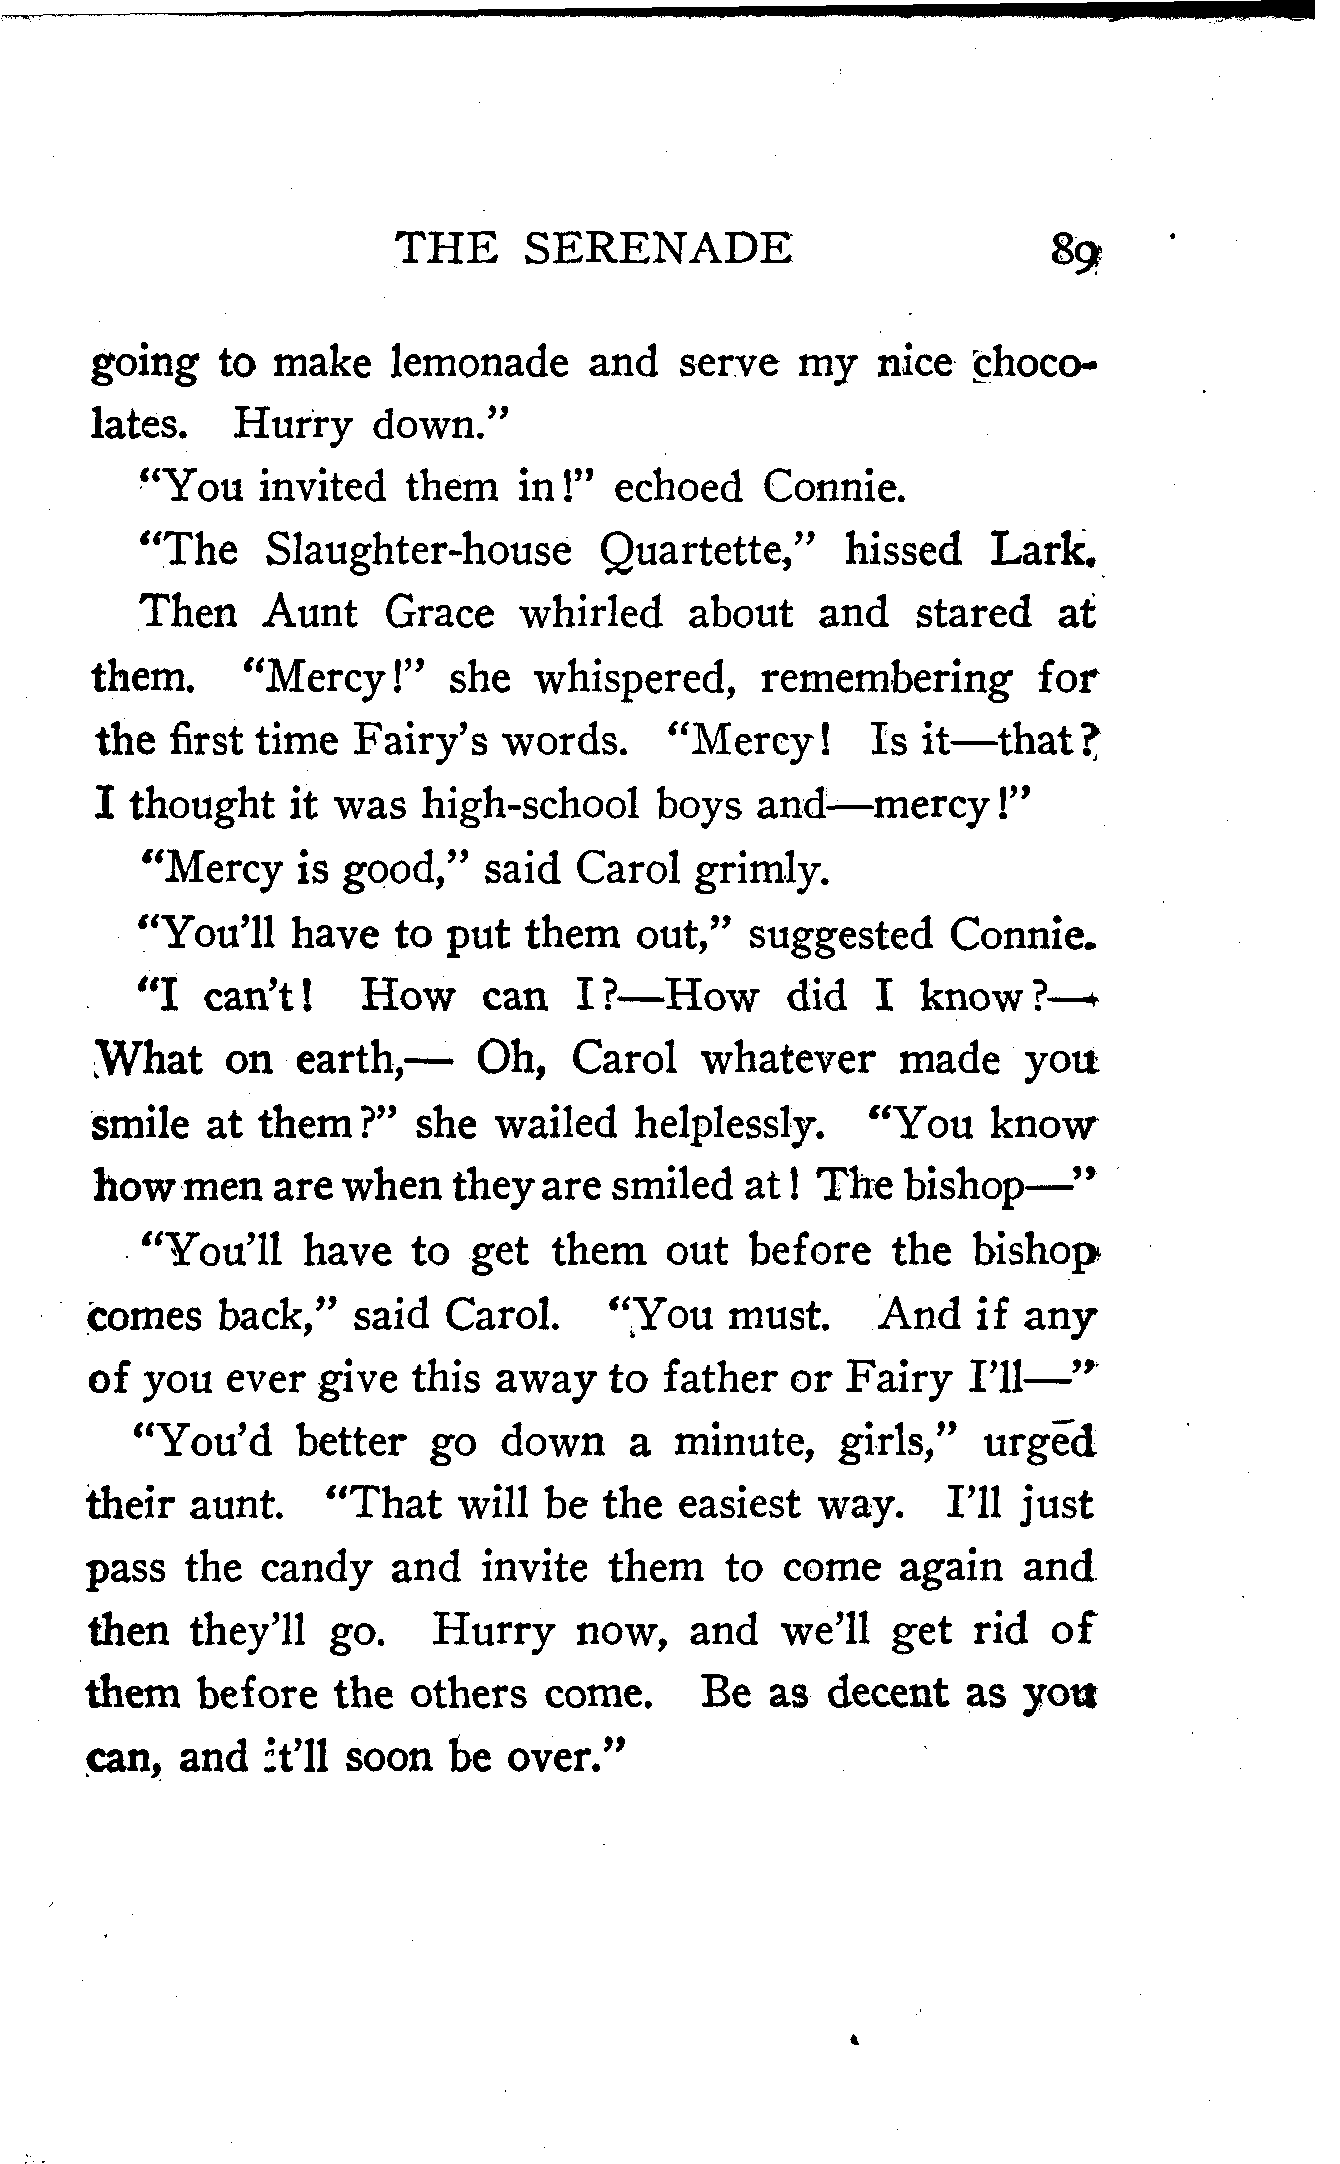 THE SERENADE 89
going to make lemonade and serve my nice choco-
lates. Hurry down."
"You invited them in!" echoed Connie.
"The Slaughter-house Quartette," hissed Lark.
Then Aunt Grace whirled about and stared at
them. "Mercy!" she whispered, remembering for
the first time Fairy's words. "Mercy! Is it—that?
I thought it was high-school boys and—mercy!"
"Mercy is good," said Carol grimly.
"You'll have to put them out," suggested Connie.
"I can't! How can I?—How did I know?—
What on earth,— Oh, Carol whatever made you
smile at them?" she wailed helplessly. "You know
how men are when they are smiled at! The bishop—"
"You'll have to get them out before the bishop
comes back," said Carol. "You must. And if any
of you ever give this away to father or Fairy I'll—"
"You'd better go down a minute, girls," urged
their aunt. "That will be the easiest way. I'll just
pass the candy and invite them to come again and
then they'll go. Hurry now, and we'll get rid of
them before the others come. Be as decent as you
can, and it'll soon be over."